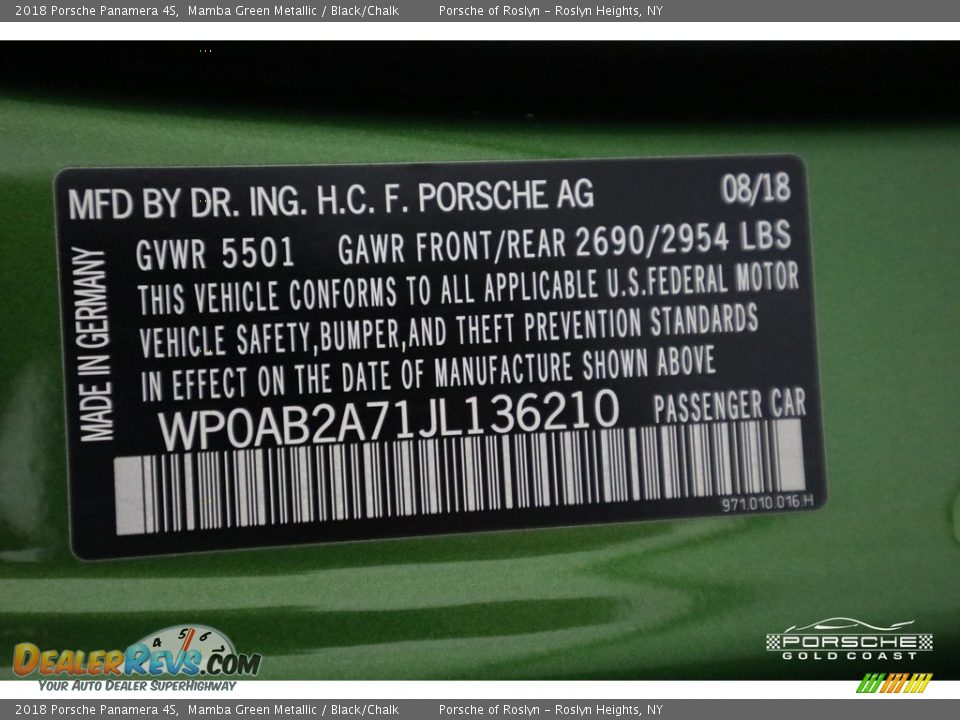 2018 Porsche Panamera 4S, Mamba Green Metallic / Black/Chalk Porsche of Roslyn - Roslyn Heights, NY
MFD BY DR. ING. H.C. F. PORSCHE AG 08/18
GVWR 5501 GAWR FRONT/REAR 2690/2954 LBS
THIS VEHICLE CONFORMS TO ALL APPLICABLE U.S.FEDERAL MOTOR
VEHICLE SAFETY,BUMPER,AND THEFT PREVENTION STANDARDS
IN EFFECT ON THE DATE OF MANUFACTURE SHOWN ABOVE
MADE IN GERMANY
WP0AB2A71JL136210 PASSENGER CAR
971.010.016.H
4 5 6
DEALERREVS.COM
YOUR AUTO DEALER SUPERHIGHWAY
PORSCHE
GOLD COAST
2018 Porsche Panamera 4S, Mamba Green Metallic / Black/Chalk Porsche of Roslyn - Roslyn Heights, NY